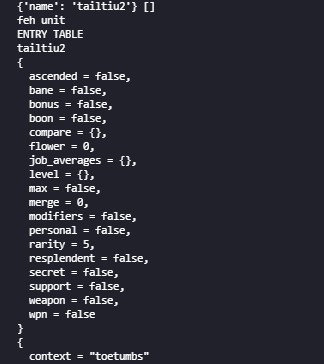 {'name': 'tailtiu2'} []
feh unit
ENTRY TABLE
tailtiu2
{
ascended = false,
bane = false,
bonus = false,
boon = false,
compare = {},
flower = 0,
job_averages = {},
level = {},
max = false,
merge = 0,
modifiers = false,
personal = false,
rarity = 5,
resplendent = false,
secret = false,
support = false,
weapon = false,
wpn = false
}
{
context = "toetumbs"